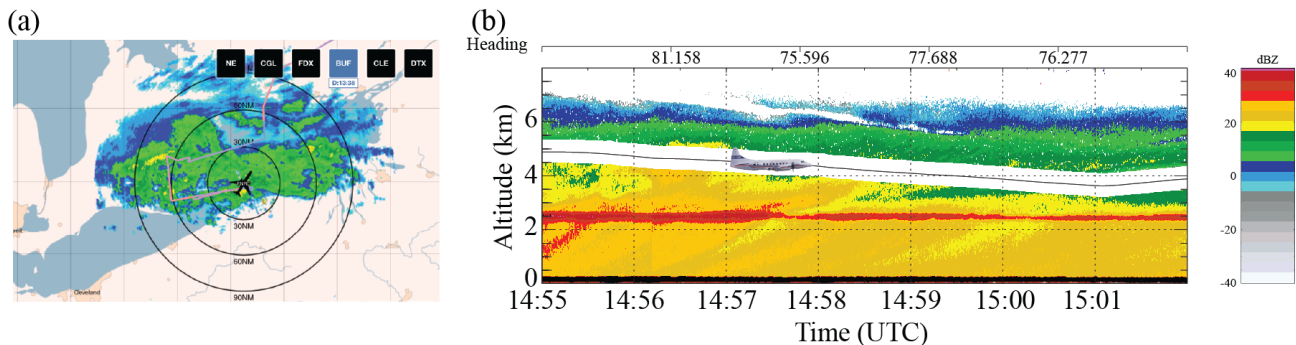 (a)
NE CGL FDX BUF CLE DTX
D:13:38
60NM
30NM
30NM
60NM
90NM
Cleveland
(b)
Heading
81.158 75.596 77.688 76.277
Altitude (km)
6
4
2
0
14:55 14:56 14:57 14:58 14:59 15:00 15:01
Time (UTC)
dBZ
40
20
0
-20
-40